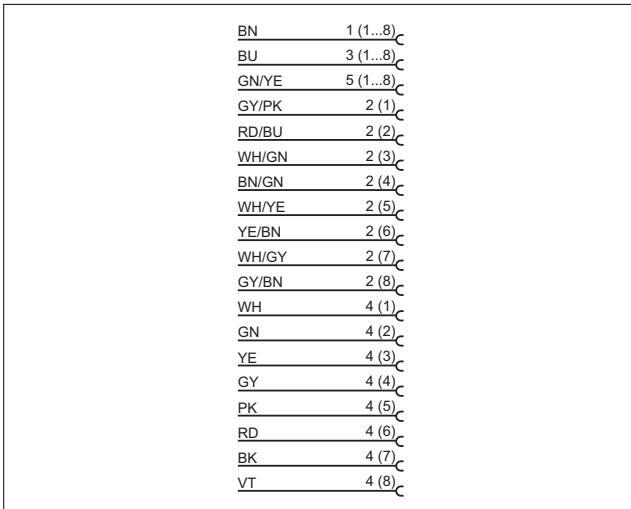 BN 1 (1...8)
BU 3 (1...8)
GN/YE 5 (1...8)
GY/PK 2 (1)
RD/BU 2 (2)
WH/GN 2 (3)
BN/GN 2 (4)
WH/YE 2 (5)
YE/BN 2 (6)
WH/GY 2 (7)
GY/BN 2 (8)
WH 4 (1)
GN 4 (2)
YE 4 (3)
GY 4 (4)
PK 4 (5)
RD 4 (6)
BK 4 (7)
VT 4 (8)